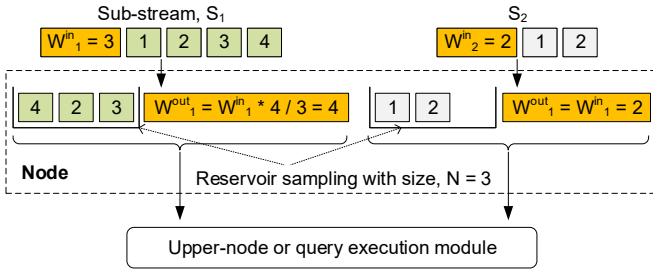 Sub-stream, S₁ S₂
Wⁱⁿ₁ = 3 1 2 3 4 Wⁱⁿ₂ = 2 1 2
4 2 3 Wᵒᵘᵗ₁ = Wⁱⁿ₁ * 4 / 3 = 4 1 2 Wᵒᵘᵗ₁ = Wⁱⁿ₁ = 2
Node
Reservoir sampling with size, N = 3
Upper-node or query execution module